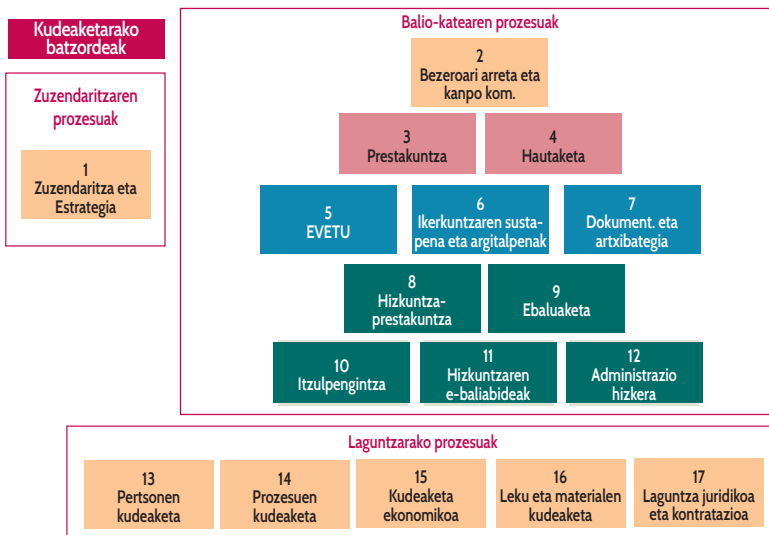 Kudeaketarako
batzordeak
Zuzendaritzaren
prozesuak
1
Zuzendaritza eta
Estrategia
Balio-katearen prozesuak
2
Bezeroari arreta eta
kanpo kom.
3
Prestakuntza
4
Hautaketa
5
EVETU
6
Ikerkuntzaren susta-
pena eta argitalpenak
7
Dokument. eta
artxibategia
8
Hizkuntza-
prestakuntza
9
Ebaluaketa
10
Itzulpengintza
11
Hizkuntzaren
e-baliabideak
12
Administrazio
hizkera
Laguntzarako prozesuak
13
Pertsonen
kudeaketa
14
Prozesuen
kudeaketa
15
Kudeaketa
ekonomikoa
16
Leku eta materialen
kudeaketa
17
Laguntza juridikoa
eta kontratazioa